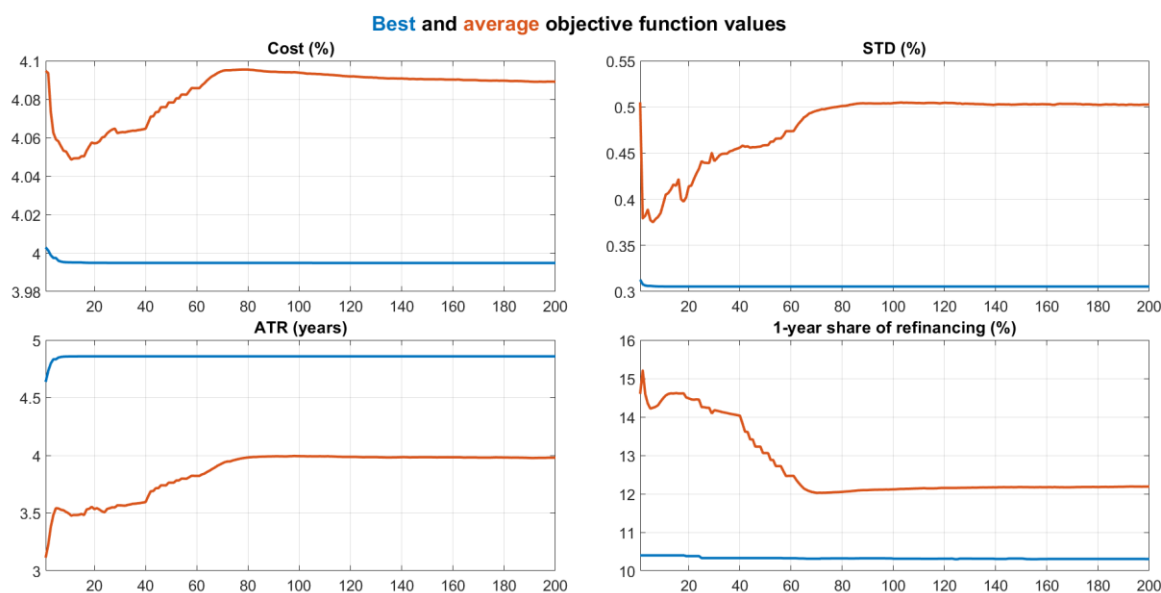 Best and average objective function values
Cost (%)
4.1
4.08
4.06
4.04
4.02
4
3.98
20 40 60 80 100 120 140 160 180 200
STD (%)
0.55
0.5
0.45
0.4
0.35
0.3
20 40 60 80 100 120 140 160 180 200
ATR (years)
5
4.5
4
3.5
3
20 40 60 80 100 120 140 160 180 200
1-year share of refinancing (%)
16
15
14
13
12
11
10
20 40 60 80 100 120 140 160 180 200